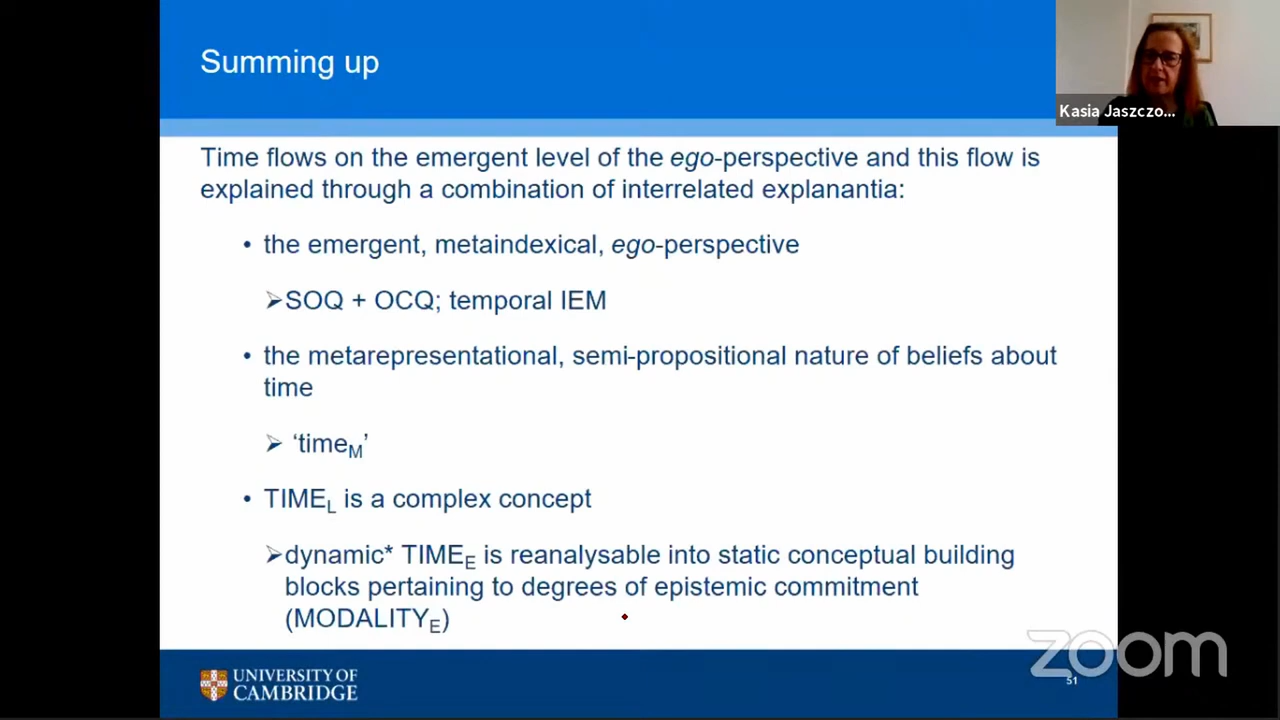 Summing up
Kasia Jaszczo...
Time flows on the emergent level of the ego-perspective and this flow is
explained through a combination of interrelated explanantia:
• the emergent, metaindexical, ego-perspective
➢SOQ + OCQ; temporal IEM
• the metarepresentational, semi-propositional nature of beliefs about
time
➢ ‘timeM’
• TIMEL is a complex concept
➢dynamic* TIMEE is reanalysable into static conceptual building
blocks pertaining to degrees of epistemic commitment
(MODALITYE)
UNIVERSITY OF
CAMBRIDGE
zoom
51